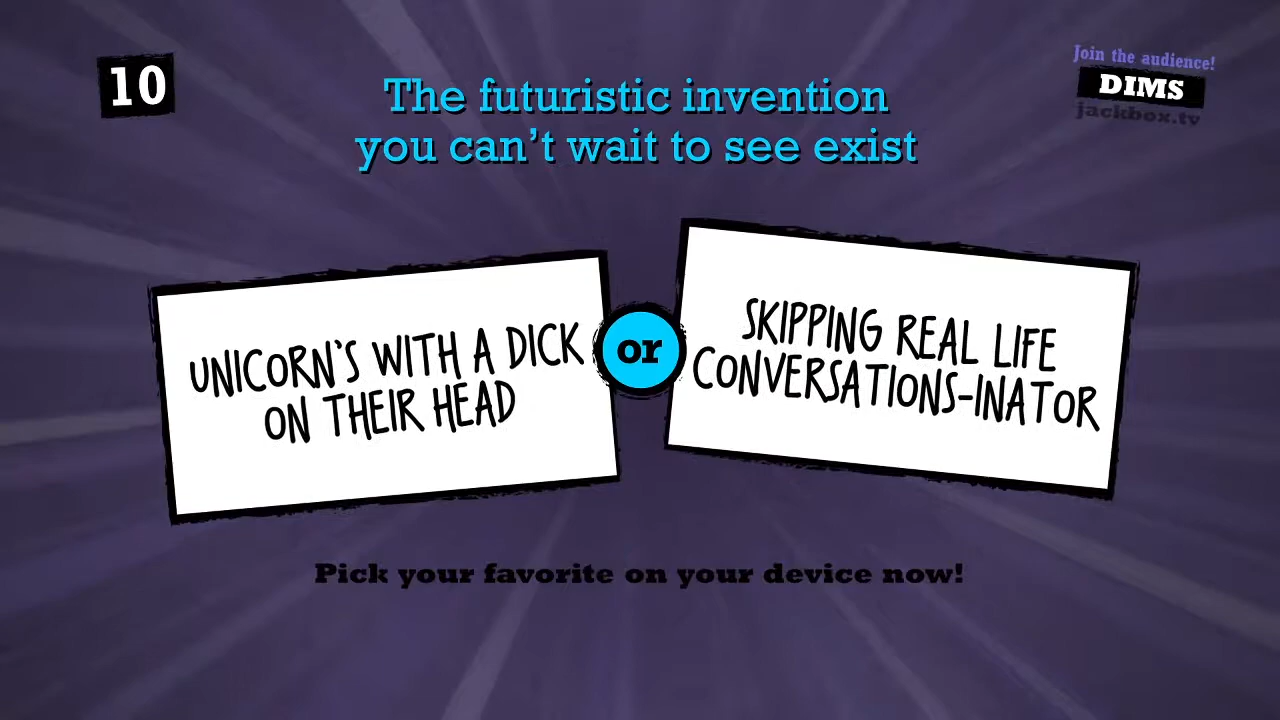 10
The futuristic invention
you can't wait to see exist
Join the audience!
DIMS
jackbox.tv
UNICORN'S WITH A DICK
ON THEIR HEAD
or
SKIPPING REAL LIFE
CONVERSATIONS-INATOR
Pick your favorite on your device now!